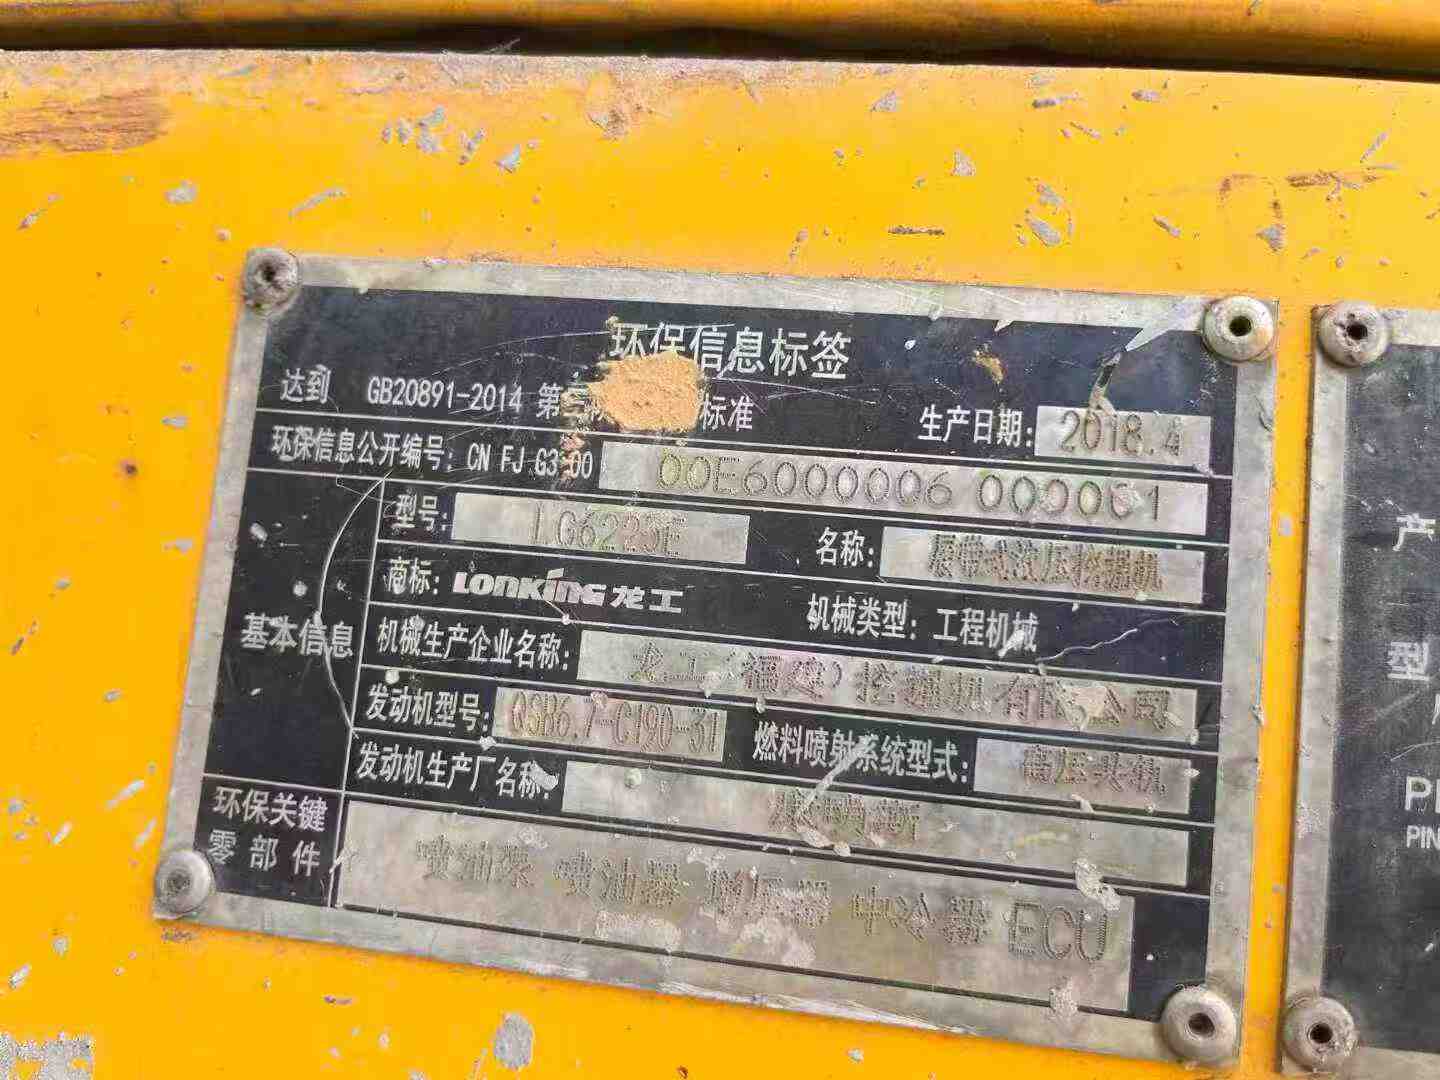 环保信息标签
达到 GB20891-2014 第三 标准 生产日期: 2018.4
环保信息公开编号: CN FJ G3 00 00E6000006 000001
基本信息
型号: LG6225E 名称: 履带式液压挖掘机
商标: LONKING 龙工 机械类型: 工程机械
机械生产企业名称: 龙工(福建)挖掘机有限公司
发动机型号: QSB6.7-C190-31 燃料喷射系统型式: 高压共轨
发动机生产厂名称: 康明斯
环保关键
零部件
喷油泵 喷油器 增压器 中冷器 ECU
产
型
PIN